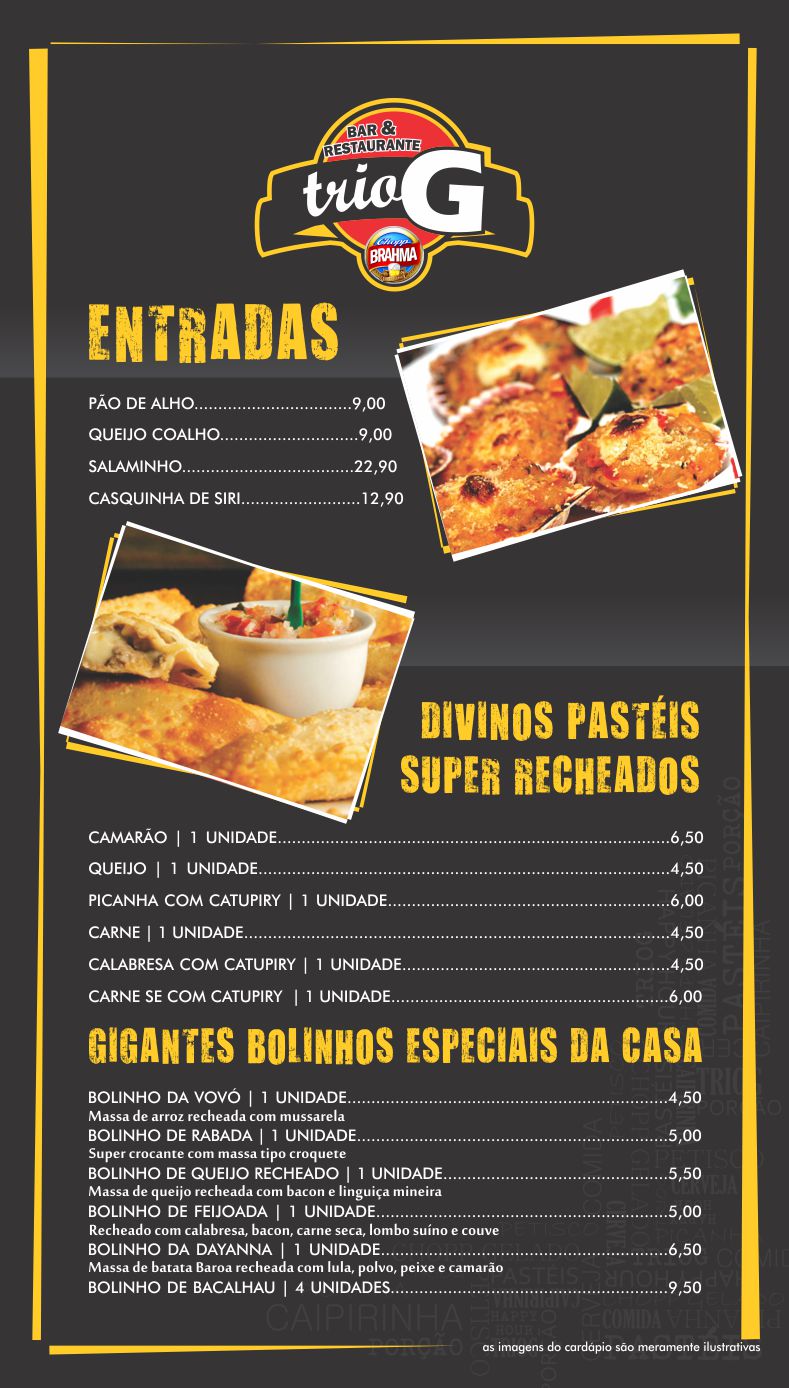 BAR &
RESTAURANTE
trioG
Chopp
BRAHMA
ENTRADAS
PÃO DE ALHO.................................9,00
QUEIJO COALHO.............................9,00
SALAMINHO....................................22,90
CASQUINHA DE SIRI.........................12,90
DIVINOS PASTÉIS
SUPER RECHEADOS
CAMARÃO | 1 UNIDADE.................................................................................6,50
QUEIJO | 1 UNIDADE.....................................................................................4,50
PICANHA COM CATUPIRY | 1 UNIDADE..........................................................6,00
CARNE | 1 UNIDADE........................................................................................4,50
CALABRESA COM CATUPIRY | 1 UNIDADE.......................................................4,50
CARNE SE COM CATUPIRY | 1 UNIDADE.........................................................6,00
GIGANTES BOLINHOS ESPECIAIS DA CASA
BOLINHO DA VOVÓ | 1 UNIDADE..................................................................4,50
Massa de arroz recheada com mussarela
BOLINHO DE RABADA | 1 UNIDADE................................................................5,00
Super crocante com massa tipo croquete
BOLINHO DE QUEIJO RECHEADO | 1 UNIDADE...............................................5,50
Massa de queijo recheada com bacon e linguiça mineira
BOLINHO DE FEIJOADA | 1 UNIDADE............................................................5,00
Recheado com calabresa, bacon, carne seca, lombo suíno e couve
BOLINHO DA DAYANNA | 1 UNIDADE...........................................................6,50
Massa de batata Baroa recheada com lula, polvo, peixe e camarão
BOLINHO DE BACALHAU | 4 UNIDADES.........................................................9,50
CAIPIRINHA
PORÇÃO
as imagens do cardápio são meramente ilustrativas